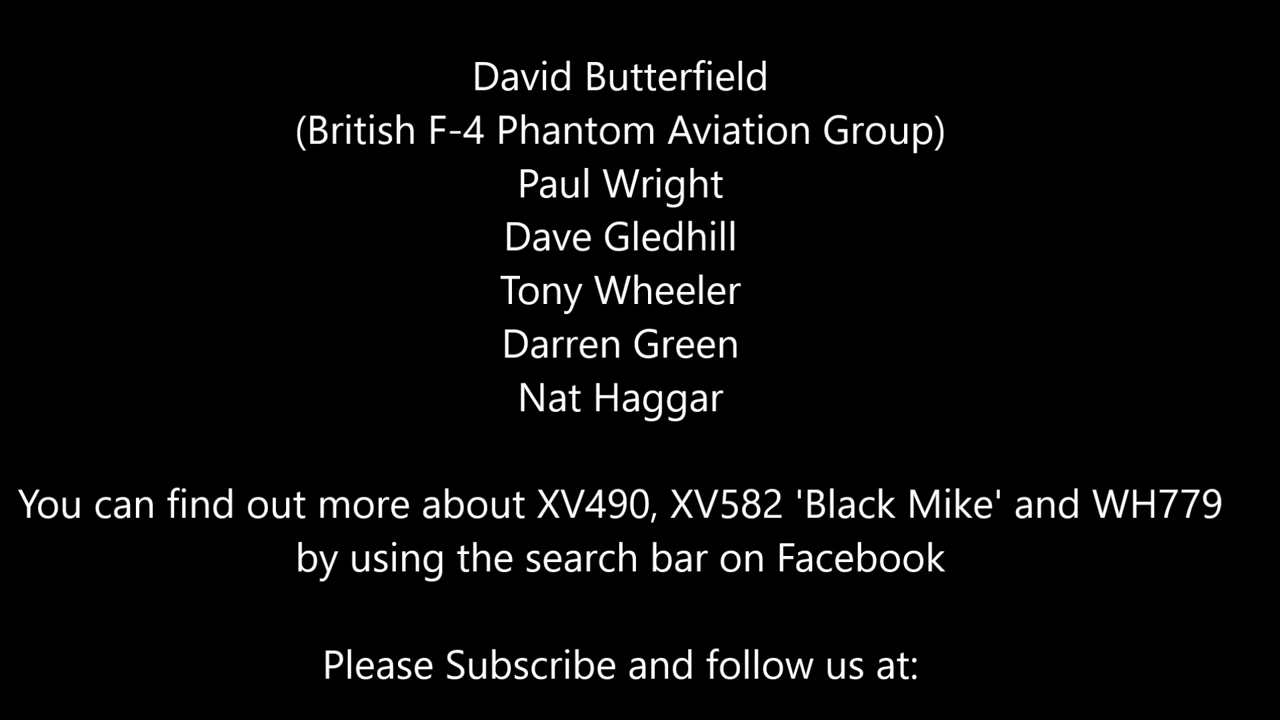 David Butterfield
(British F-4 Phantom Aviation Group)
Paul Wright
Dave Gledhill
Tony Wheeler
Darren Green
Nat Haggar
You can find out more about XV490, XV582 'Black Mike' and WH779
by using the search bar on Facebook
Please Subscribe and follow us at: